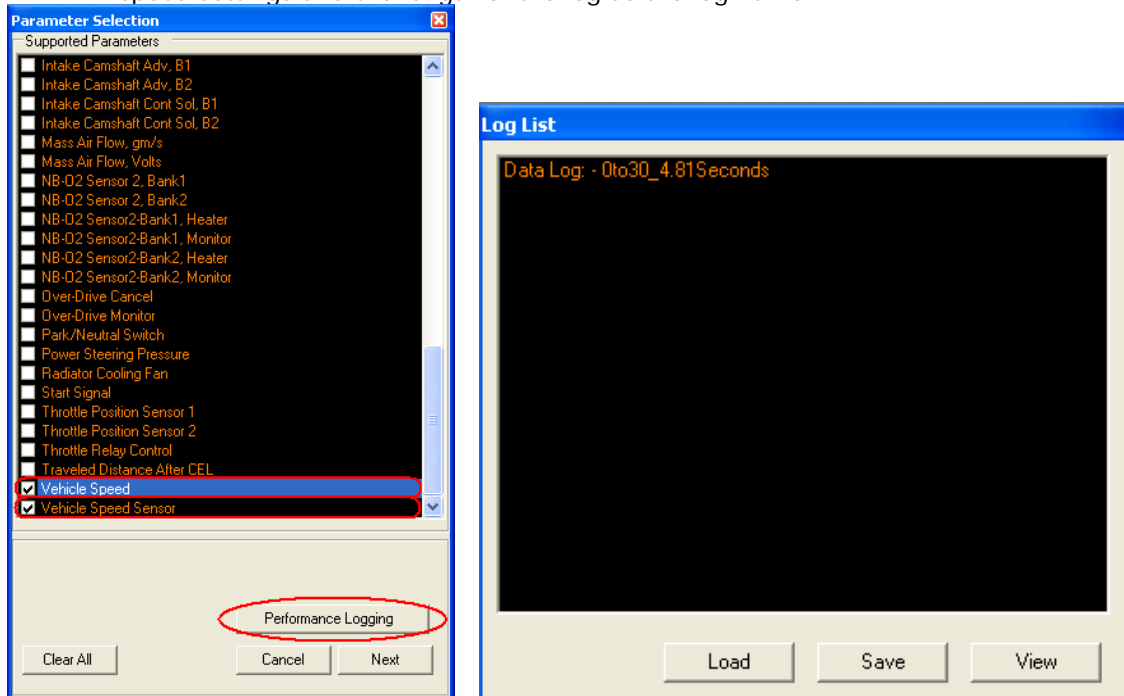 Parameter Selection
Supported Parameters
Intake Camshaft Adv, B1
Intake Camshaft Adv, B2
Intake Camshaft Cont Sol, B1
Intake Camshaft Cont Sol, B2
Mass Air Flow, gm/s
Mass Air Flow, Volts
NB-O2 Sensor 2, Bank1
NB-O2 Sensor 2, Bank2
NB-O2 Sensor2-Bank1, Heater
NB-O2 Sensor2-Bank1, Monitor
NB-O2 Sensor2-Bank2, Heater
NB-O2 Sensor2-Bank2, Monitor
Over-Drive Cancel
Over-Drive Monitor
Park/Neutral Switch
Power Steering Pressure
Radiator Cooling Fan
Start Signal
Throttle Position Sensor 1
Throttle Position Sensor 2
Throttle Relay Control
Traveled Distance After CEL
Vehicle Speed
Vehicle Speed Sensor
Performance Logging
Clear All
Cancel
Next
Log List
Data Log: - 0to30_4.81Seconds
Load
Save
View